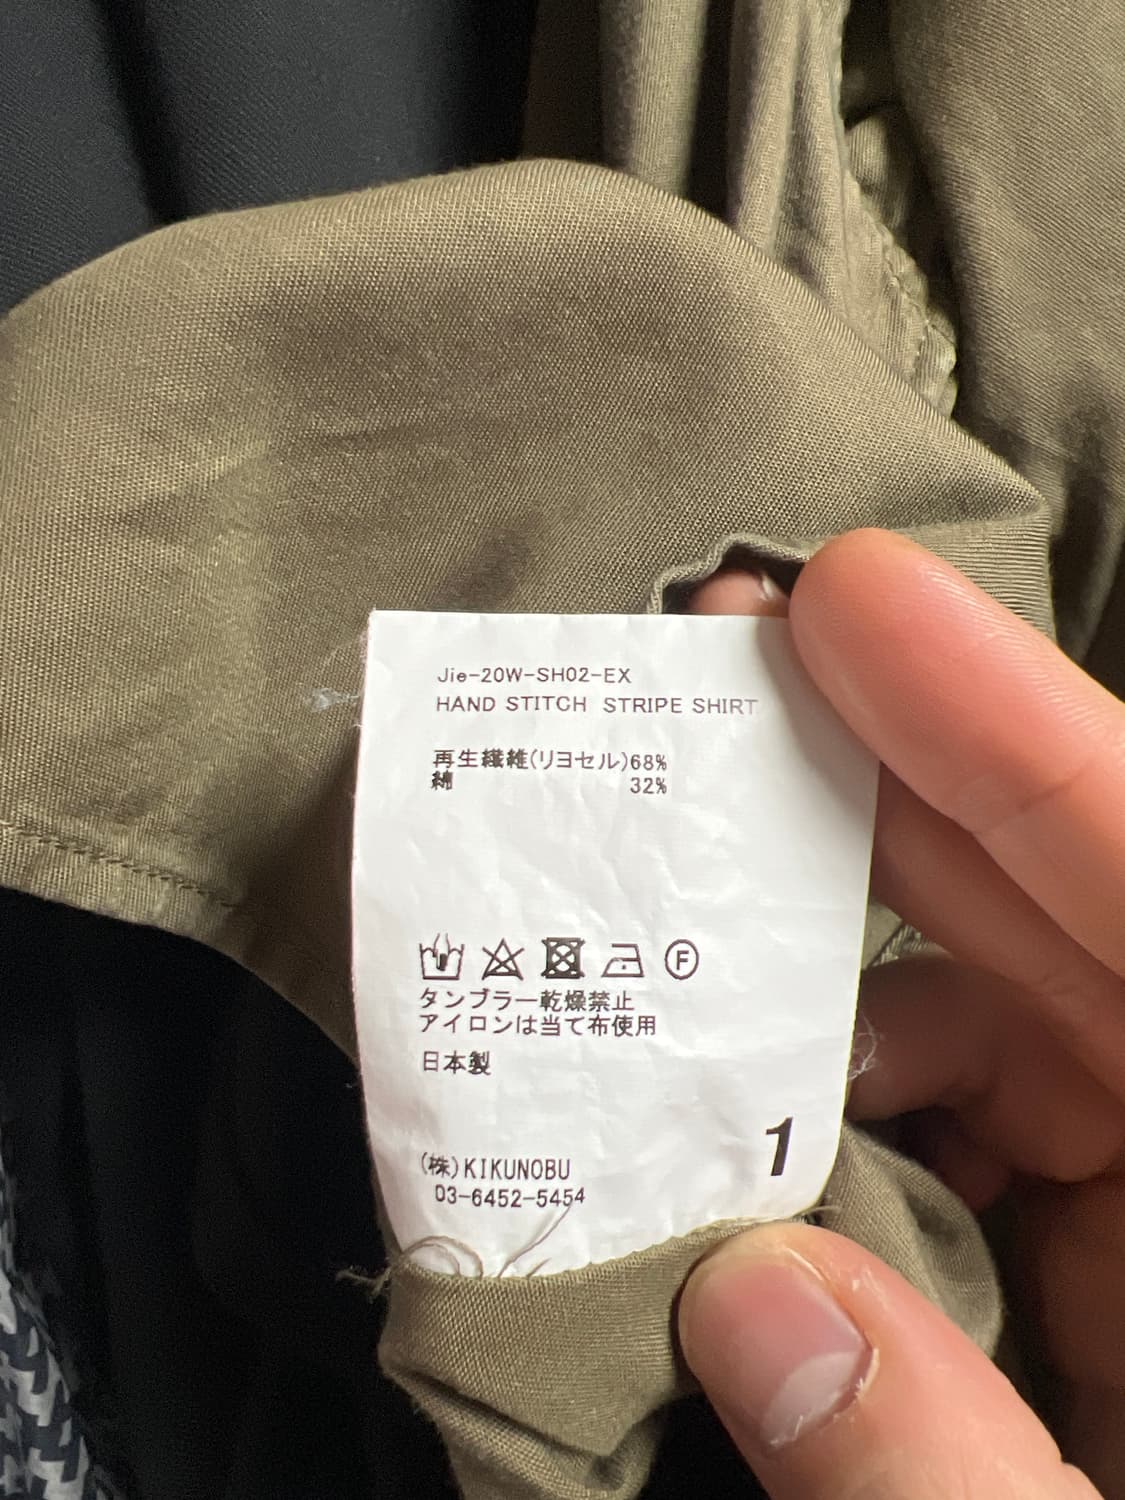 Jie-20W-SH02-EX
HAND STITCH STRIPE SHIRT
再生繊維(リヨセル)68%
綿 32%
F
タンブラー乾燥禁止
アイロンは当て布使用
日本製
1
(株)KIKUNOBU
03-6452-5454